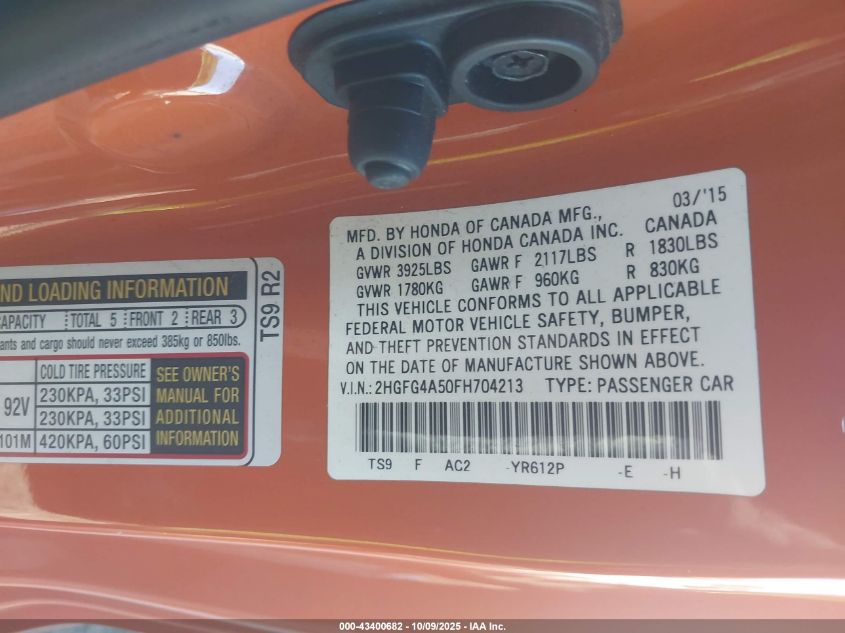 ND LOADING INFORMATION
CAPACITY TOTAL 5 FRONT 2 REAR 3
ants and cargo should never exceed 385kg or 850lbs.
COLD TIRE PRESSURE
92V 230KPA, 33PSI
230KPA, 33PSI
101M 420KPA, 60PSI
SEE OWNER'S
MANUAL FOR
ADDITIONAL
INFORMATION
TS9 R2
03/'15
MFD. BY HONDA OF CANADA MFG.,
A DIVISION OF HONDA CANADA INC. CANADA
GVWR 3925LBS GAWR F 2117LBS R 1830LBS
GVWR 1780KG GAWR F 960KG R 830KG
THIS VEHICLE CONFORMS TO ALL APPLICABLE
FEDERAL MOTOR VEHICLE SAFETY, BUMPER,
AND THEFT PREVENTION STANDARDS IN EFFECT
ON THE DATE OF MANUFACTURE SHOWN ABOVE.
V.I.N.: 2HGFG4A50FH704213 TYPE: PASSENGER CAR
TS9 F AC2 -YR612P -E -H
000-43400682 - 10/09/2025 - IAA Inc.